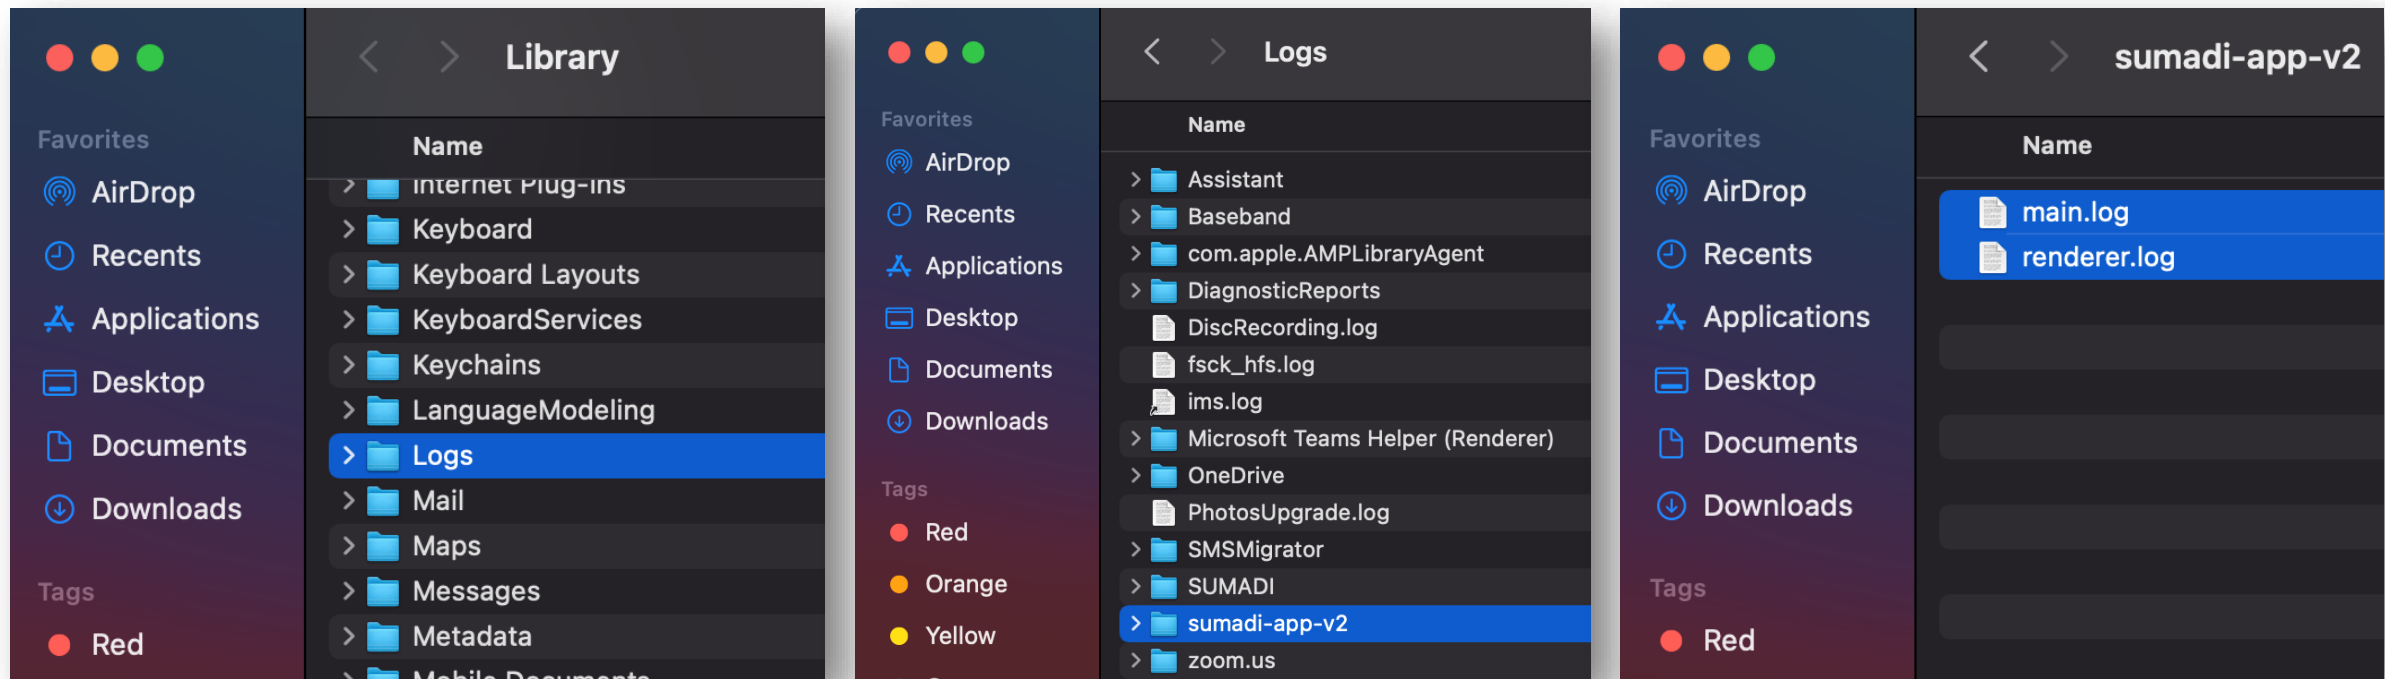 Library
Favorites
AirDrop
Recents
Applications
Desktop
Documents
Downloads
Tags
Red
Name
Internet Plug-Ins
Keyboard
Keyboard Layouts
KeyboardServices
Keychains
LanguageModeling
Logs
Mail
Maps
Messages
Metadata
Mobile Documents
Logs
Favorites
AirDrop
Recents
Applications
Desktop
Documents
Downloads
Tags
Red
Orange
Yellow
Name
Assistant
Baseband
com.apple.AMPLibraryAgent
DiagnosticReports
DiscRecording.log
fsck_hfs.log
ims.log
Microsoft Teams Helper (Renderer)
OneDrive
PhotosUpgrade.log
SMSMigrator
SUMADI
sumadi-app-v2
zoom.us
sumadi-app-v2
Favorites
AirDrop
Recents
Applications
Desktop
Documents
Downloads
Tags
Red
Name
main.log
renderer.log